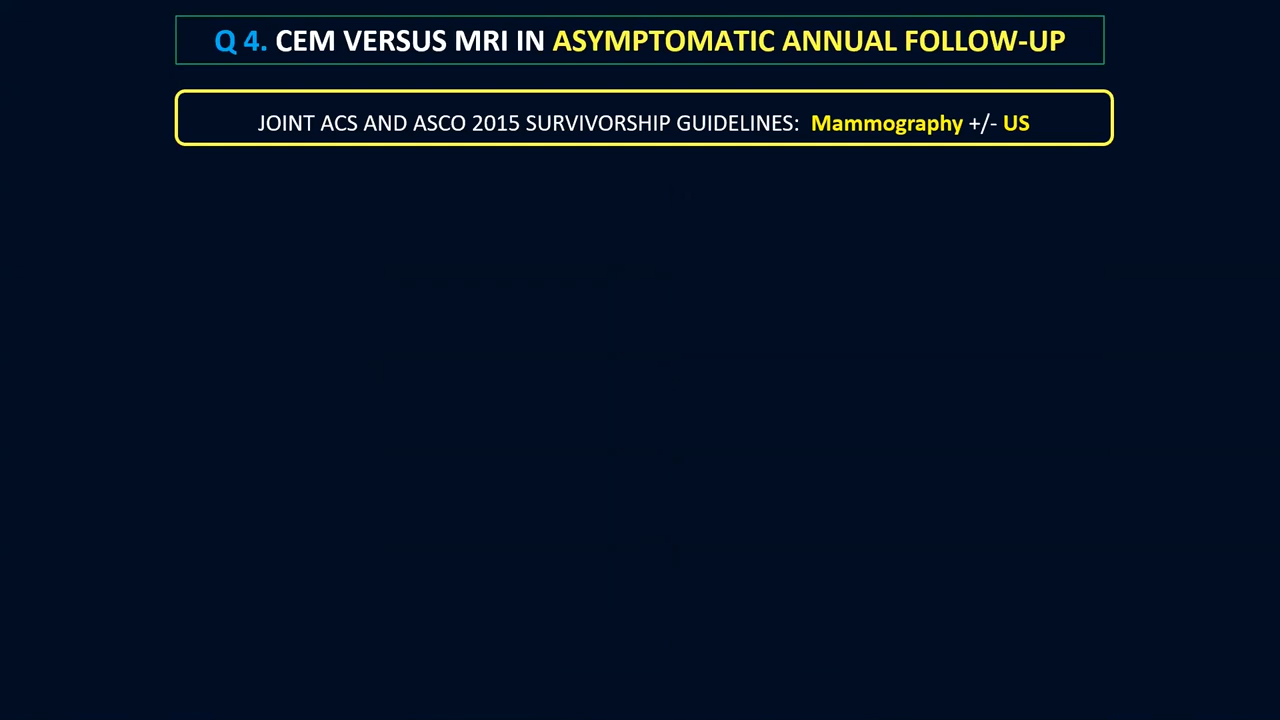 Q 4. CEM VERSUS MRI IN ASYMPTOMATIC ANNUAL FOLLOW-UP
JOINT ACS AND ASCO 2015 SURVIVORSHIP GUIDELINES: Mammography +/- US